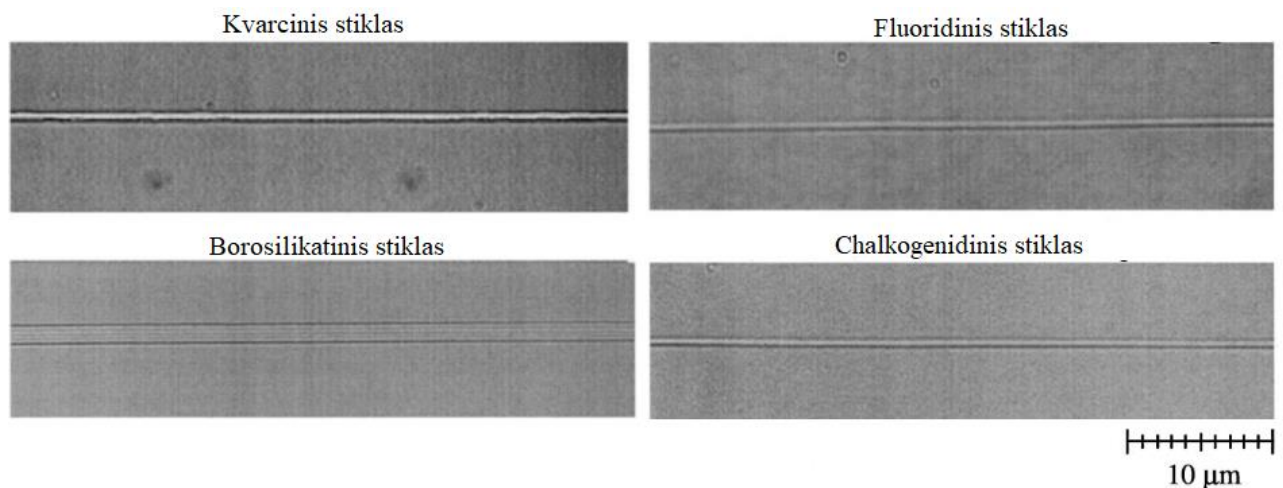 Kvarcinis stiklas
Fluoridinis stiklas
Borosilikatinis stiklas
Chalkogenidinis stiklas
10 µm